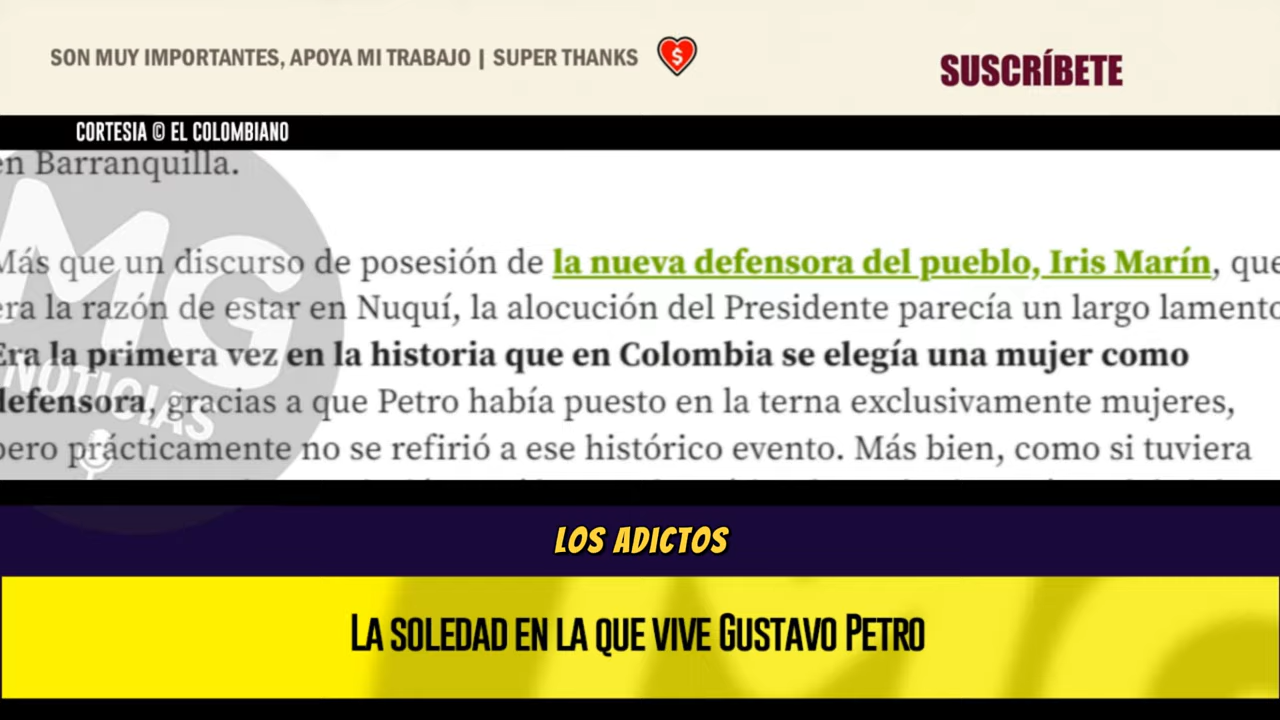 SON MUY IMPORTANTES, APOYA MI TRABAJO | SUPER THANKS
SUSCRÍBETE
CORTESIA © EL COLOMBIANO
en Barranquilla.
Más que un discurso de posesión de la nueva defensora del pueblo, Iris Marín, que
era la razón de estar en Nuquí, la alocución del Presidente parecía un largo lamento
Era la primera vez en la historia que en Colombia se elegía una mujer como
defensora, gracias a que Petro había puesto en la terna exclusivamente mujeres,
pero prácticamente no se refirió a ese histórico evento. Más bien, como si tuviera
MG
NOTICIAS
LOS ADICTOS
LA SOLEDAD EN LA QUE VIVE GUSTAVO PETRO